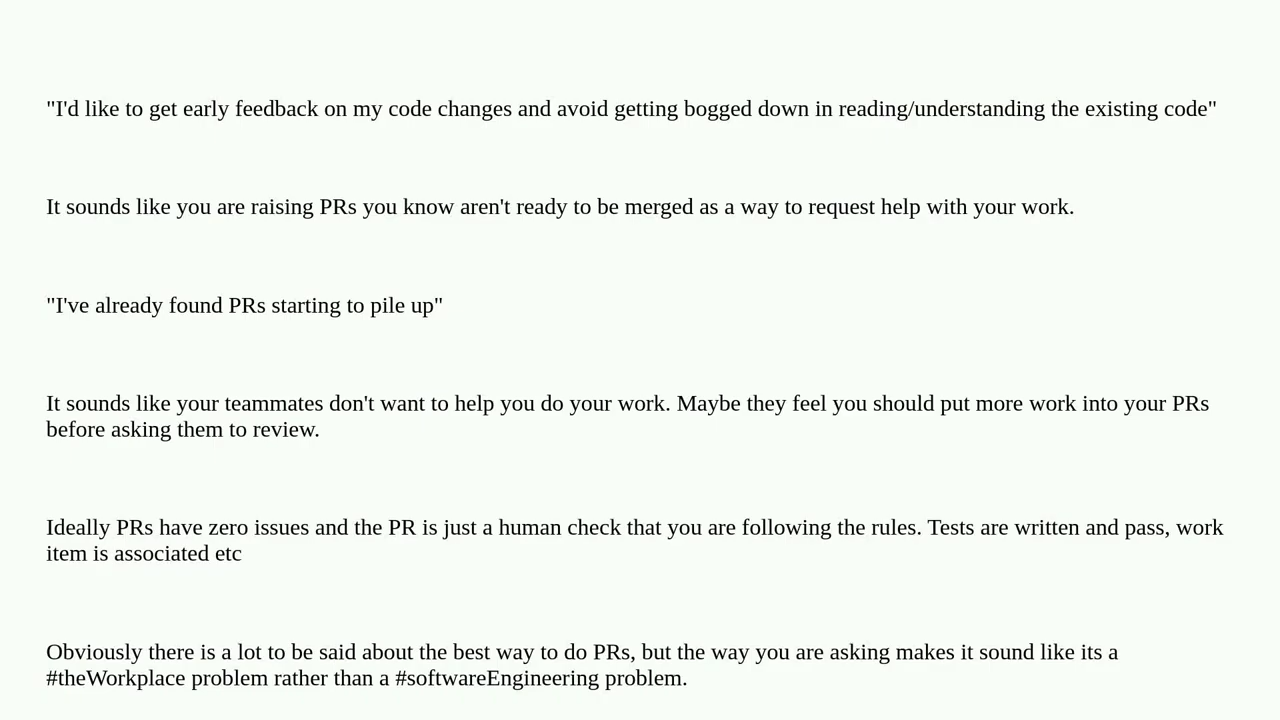 "I'd like to get early feedback on my code changes and avoid getting bogged down in reading/understanding the existing code"
It sounds like you are raising PRs you know aren't ready to be merged as a way to request help with your work.
"I've already found PRs starting to pile up"
It sounds like your teammates don't want to help you do your work. Maybe they feel you should put more work into your PRs
before asking them to review.
Ideally PRs have zero issues and the PR is just a human check that you are following the rules. Tests are written and pass, work
item is associated etc
Obviously there is a lot to be said about the best way to do PRs, but the way you are asking makes it sound like its a
#theWorkplace problem rather than a #softwareEngineering problem.